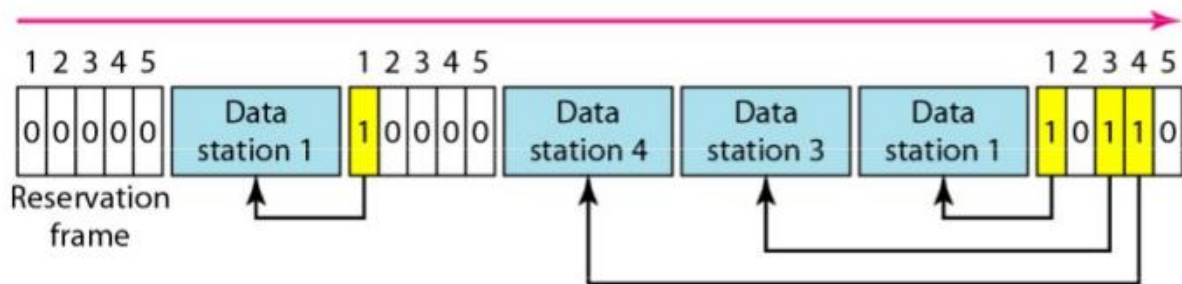 1 2 3 4 5 1 2 3 4 5 1 2 3 4 5
0 0 0 0 0 Data station 1 1 0 0 0 0 Data station 4 Data station 3 Data station 1 1 0 1 1 0
Reservation
frame